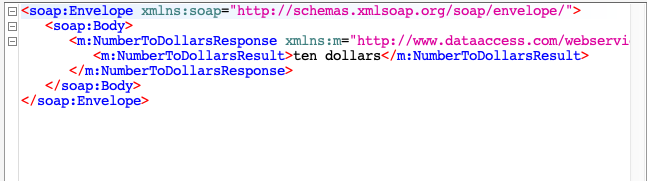 <soap:Envelope xmlns:soap="http://schemas.xmlsoap.org/soap/envelope/">
<soap:Body>
<m:NumberToDollarsResponse xmlns:m="http://www.dataaccess.com/webservi
<m:NumberToDollarsResult>ten dollars</m:NumberToDollarsResult>
</m:NumberToDollarsResponse>
</soap:Body>
</soap:Envelope>